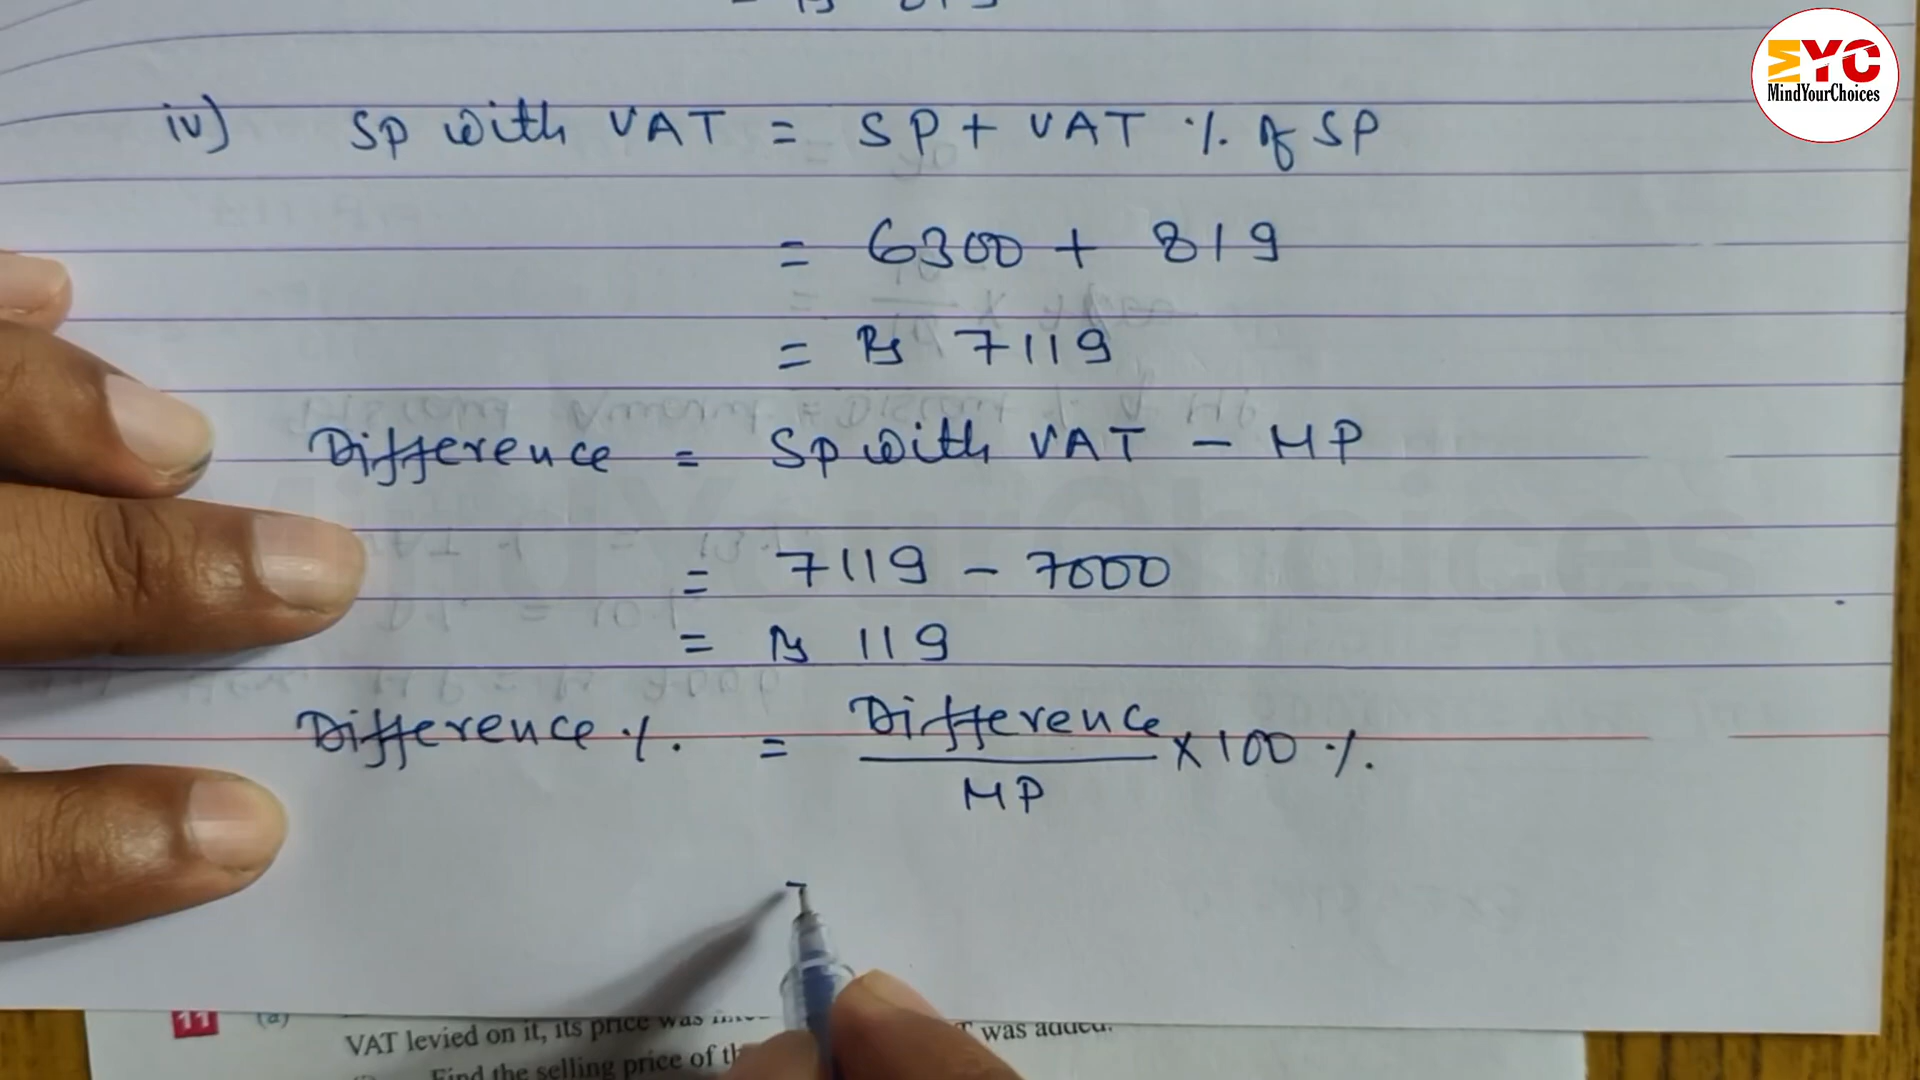 MYC
MindYourChoices
iv) SP with VAT = SP + VAT % of SP
= 6300 + 819
= Rs 7119
Difference = SP with VAT - MP
= 7119 - 7000
= Rs 119
Difference % = Difference/MP × 100 %.
11 (a)
VAT levied on it, its price was was added.
Find the selling price of